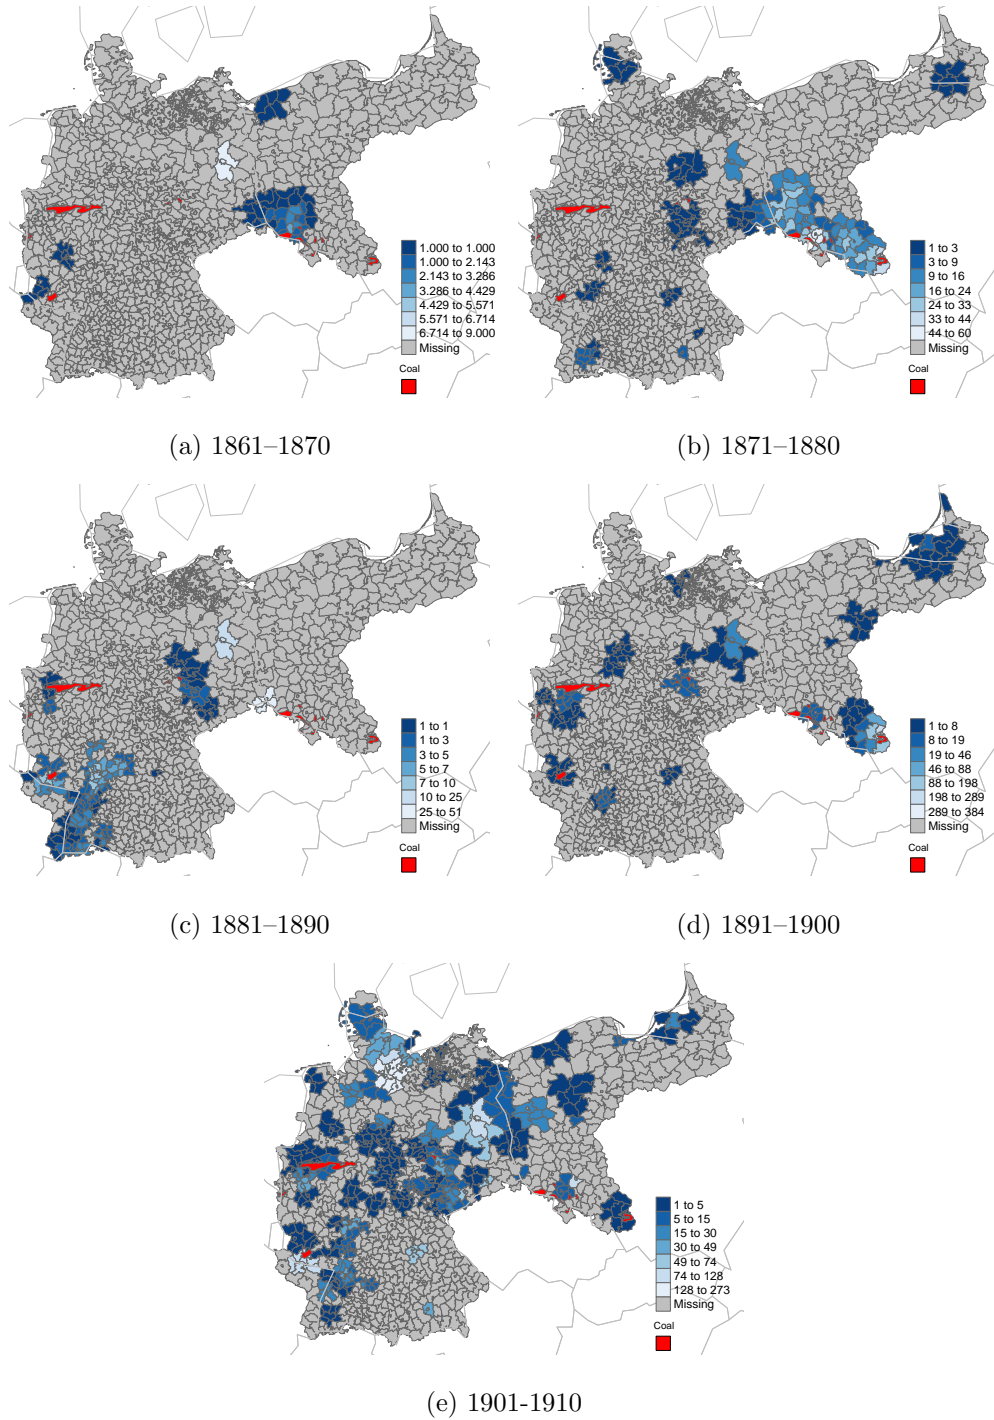 1.000 to 1.000
1.000 to 2.143
2.143 to 3.286
3.286 to 4.429
4.429 to 5.571
5.571 to 6.714
6.714 to 9.000
Missing
Coal
1 to 3
3 to 9
9 to 16
16 to 24
24 to 33
33 to 44
44 to 60
Missing
Coal
(a) 1861–1870
(b) 1871–1880
1 to 1
1 to 3
3 to 5
5 to 7
7 to 10
10 to 25
25 to 51
Missing
Coal
1 to 8
8 to 19
19 to 46
46 to 88
88 to 198
198 to 289
289 to 384
Missing
Coal
(c) 1881–1890
(d) 1891–1900
1 to 5
5 to 15
15 to 30
30 to 49
49 to 74
74 to 128
128 to 273
Missing
Coal
(e) 1901-1910